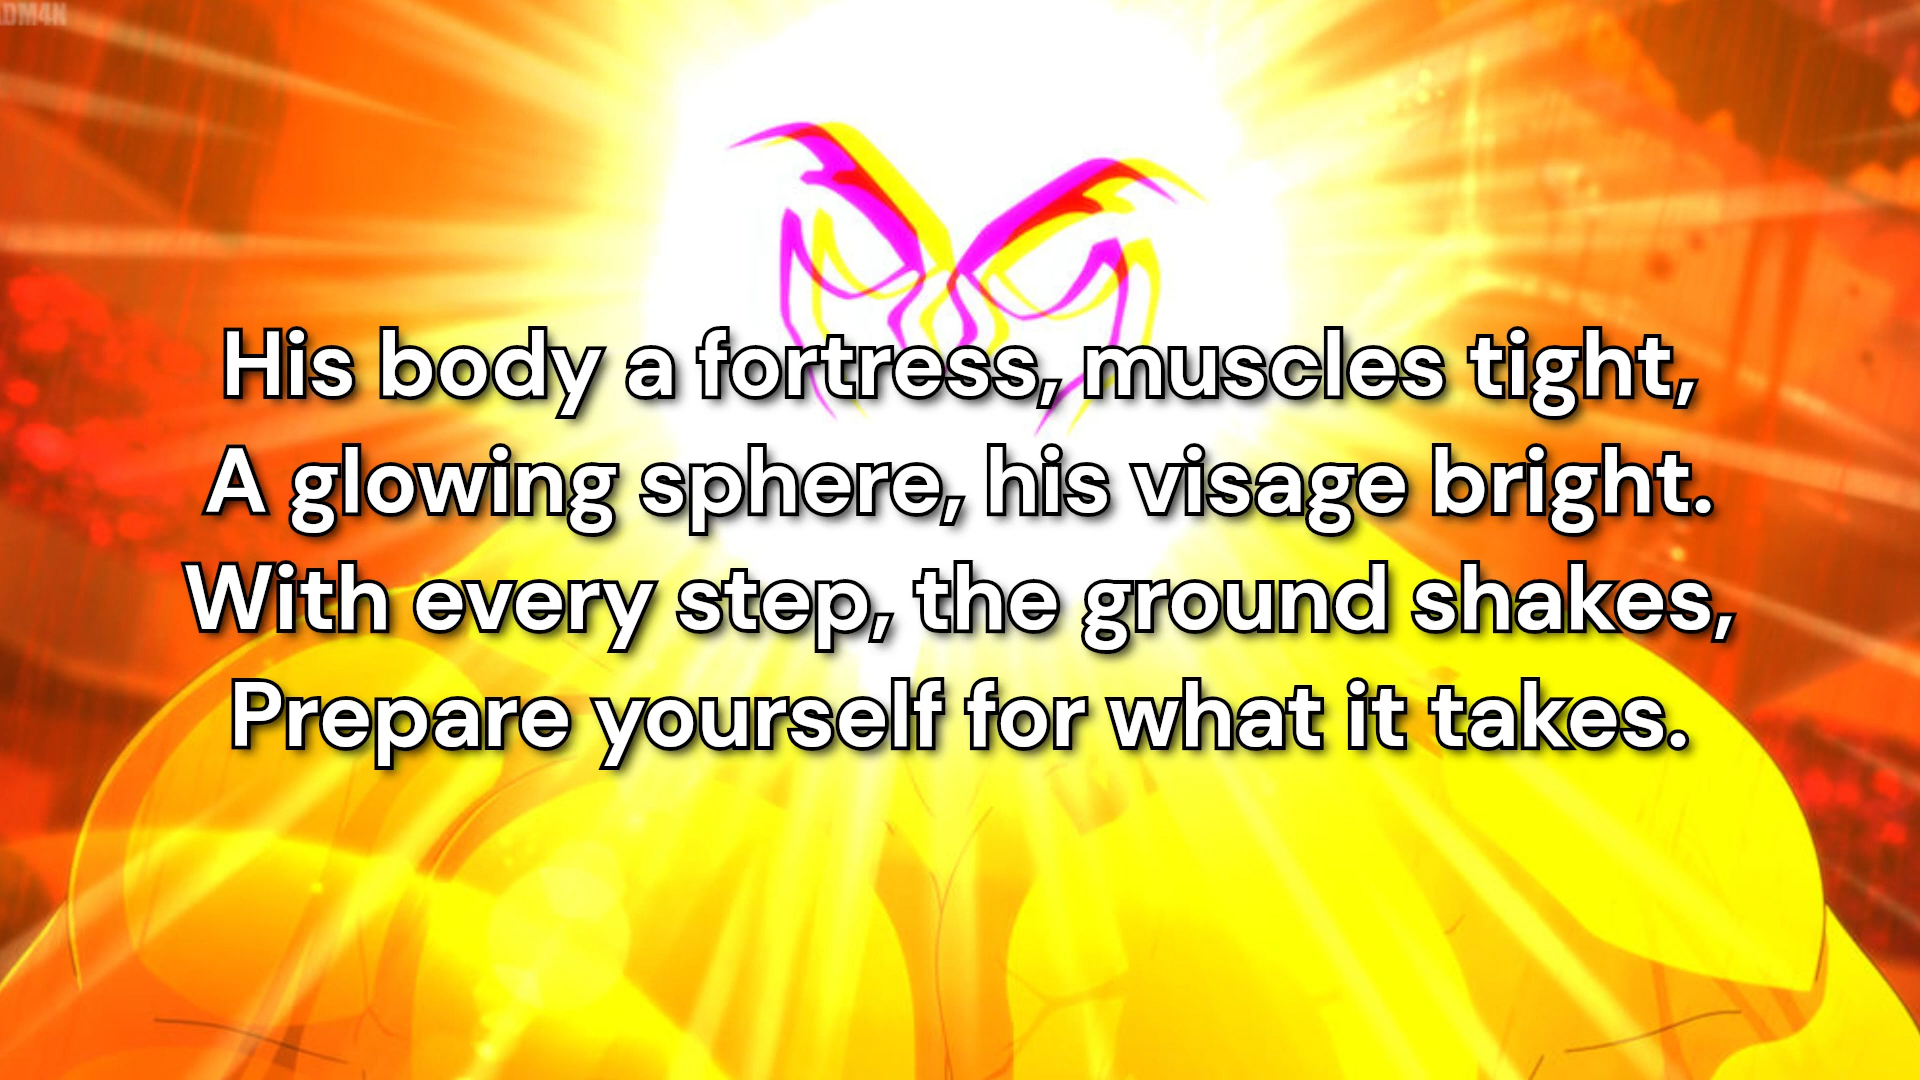 ADM4N
His body a fortress, muscles tight,
A glowing sphere, his visage bright.
With every step, the ground shakes,
Prepare yourself for what it takes.